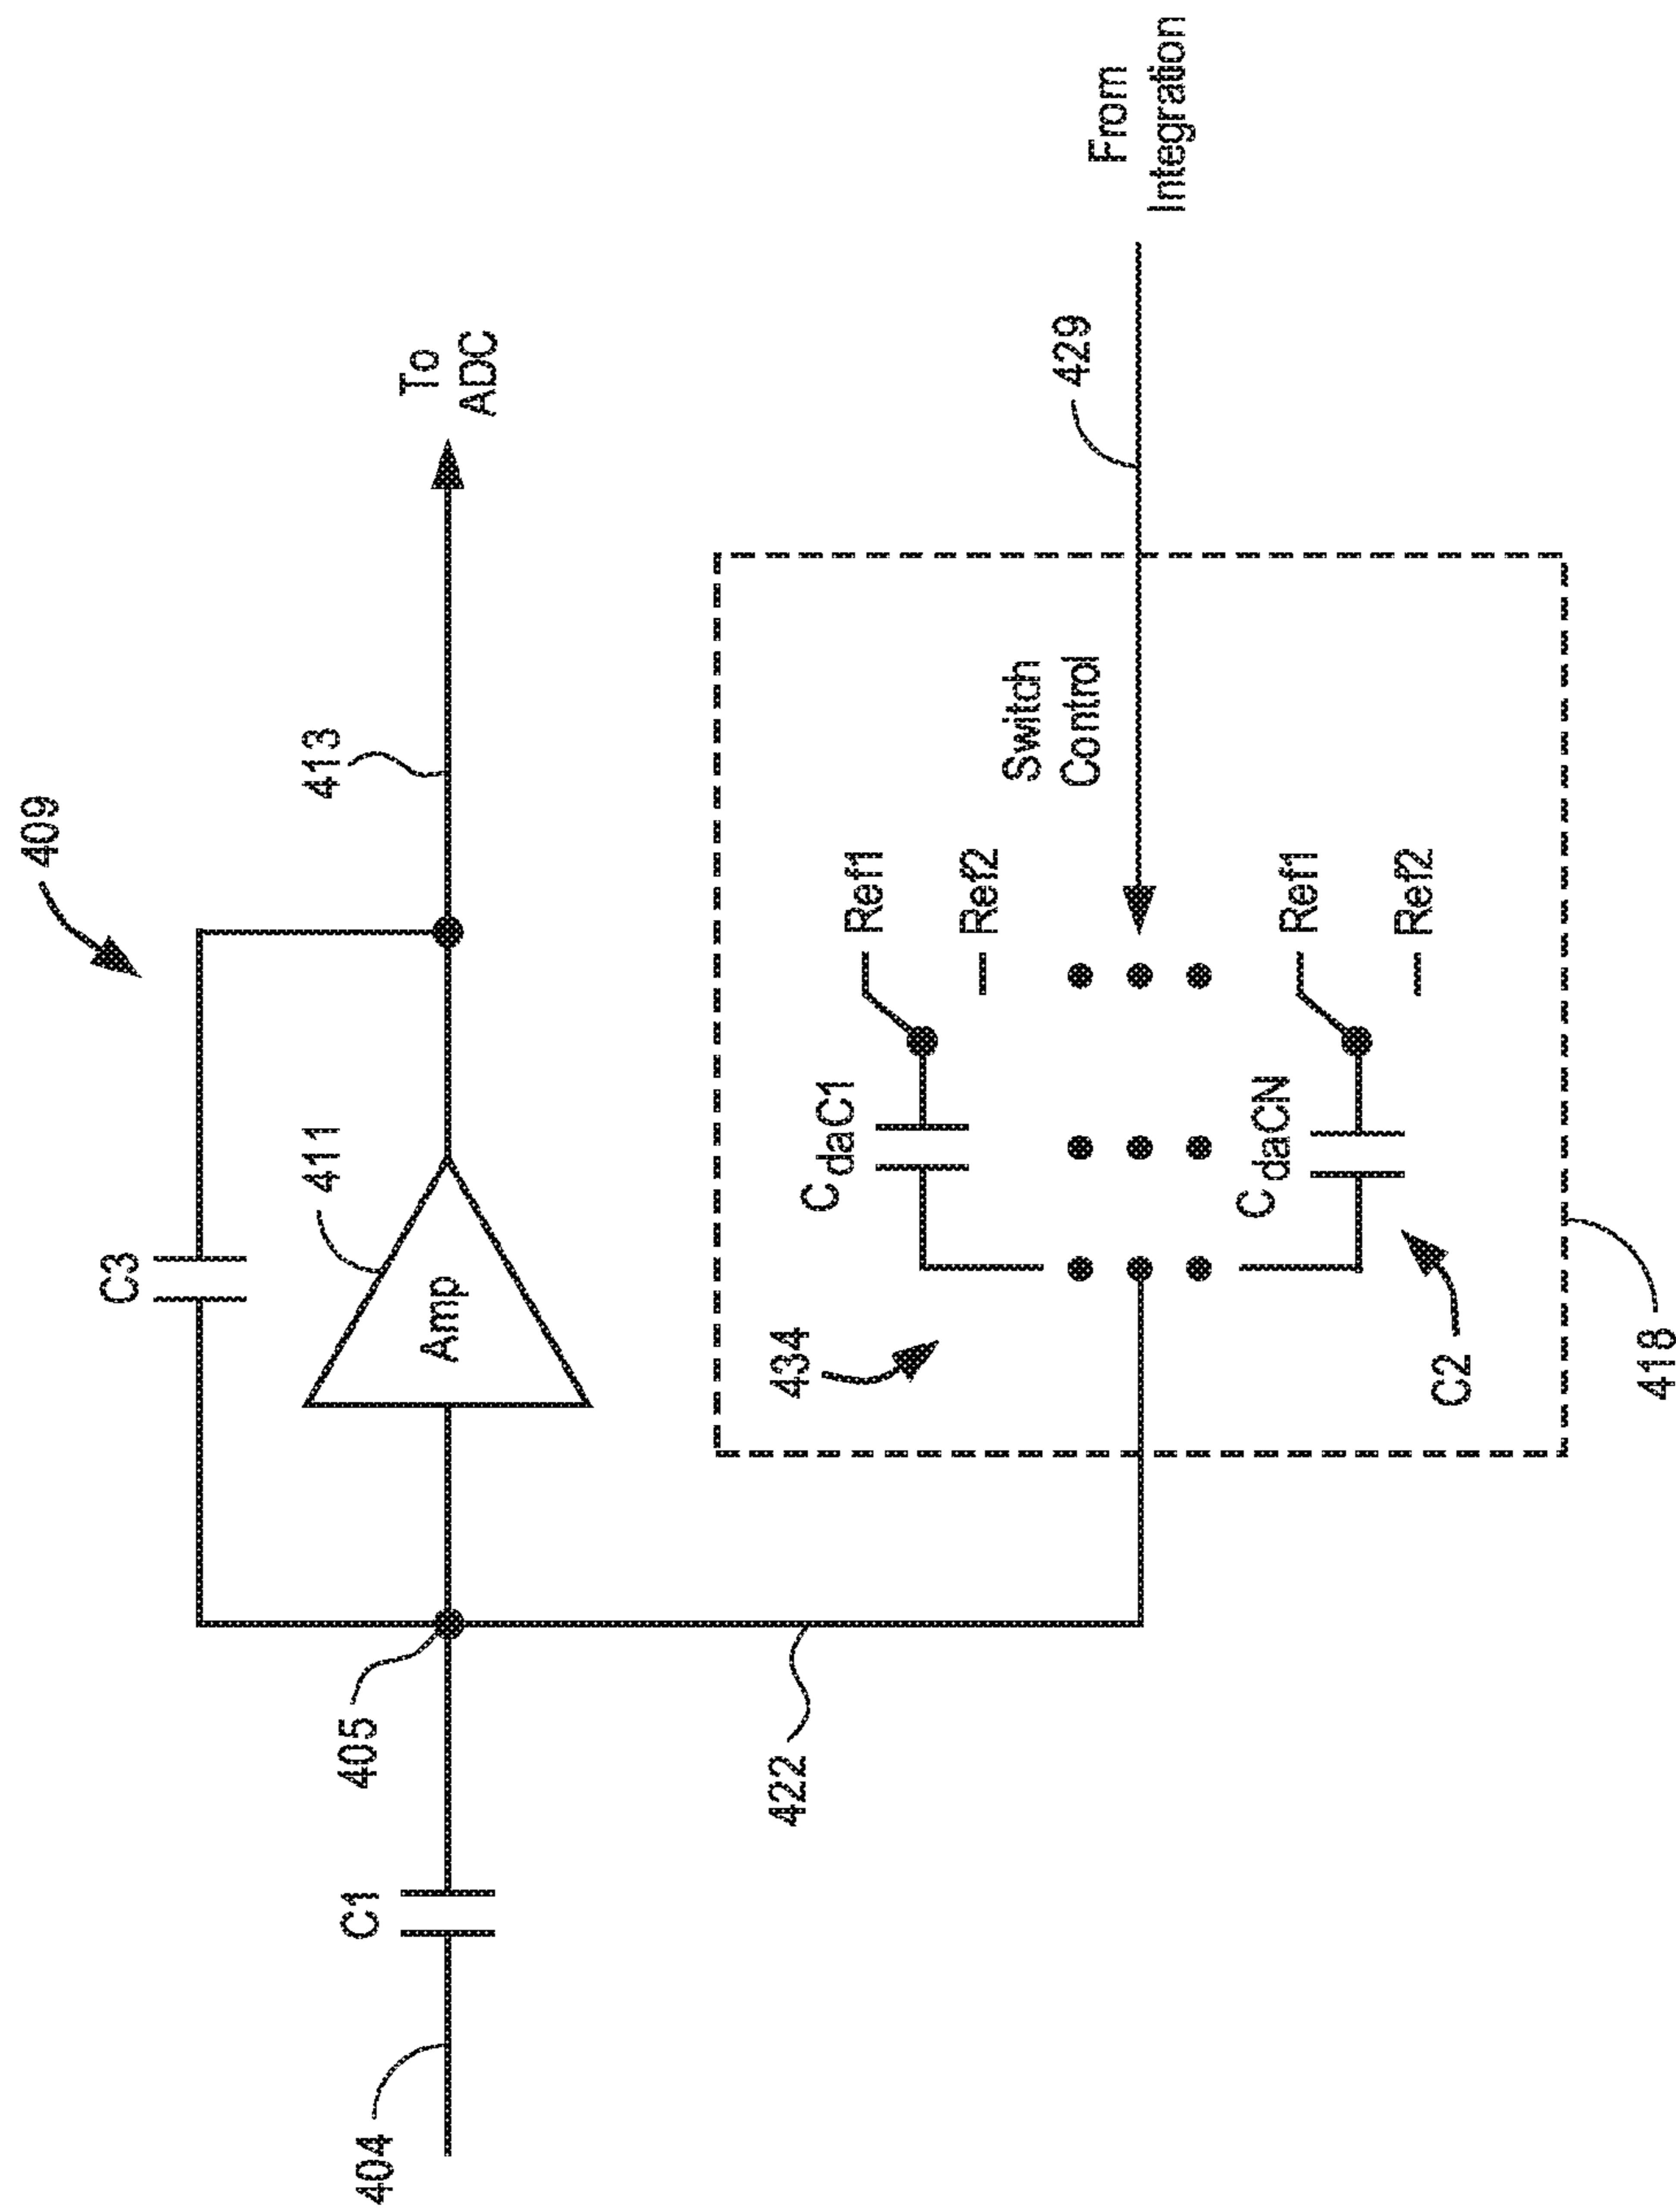 409
C3
413
To
ADC
411
Amp
405
C1
404
422
434
CdaC1
Ref1
Ref2
Switch
Control
429
From
Integration
CdaCN
Ref1
Ref2
C2
418